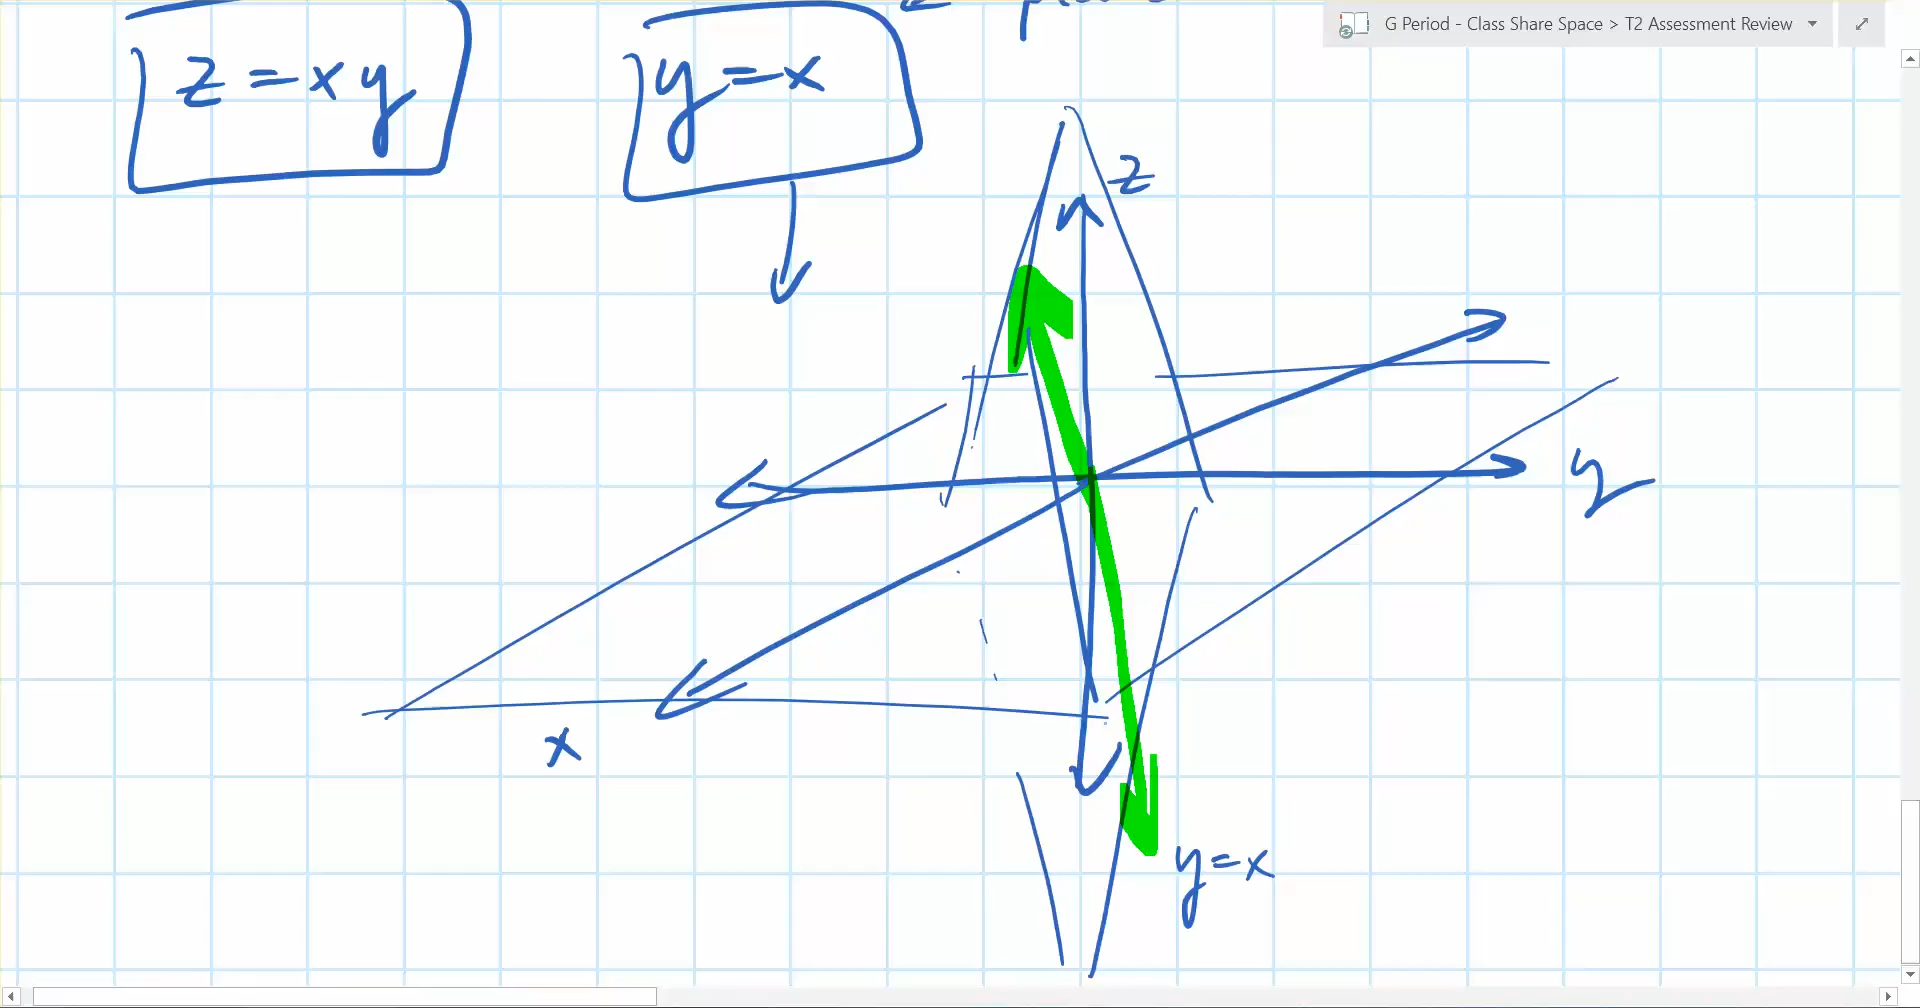 G Period - Class Share Space > T2 Assessment Review
z = xy
y = x
z
y
x
y = x